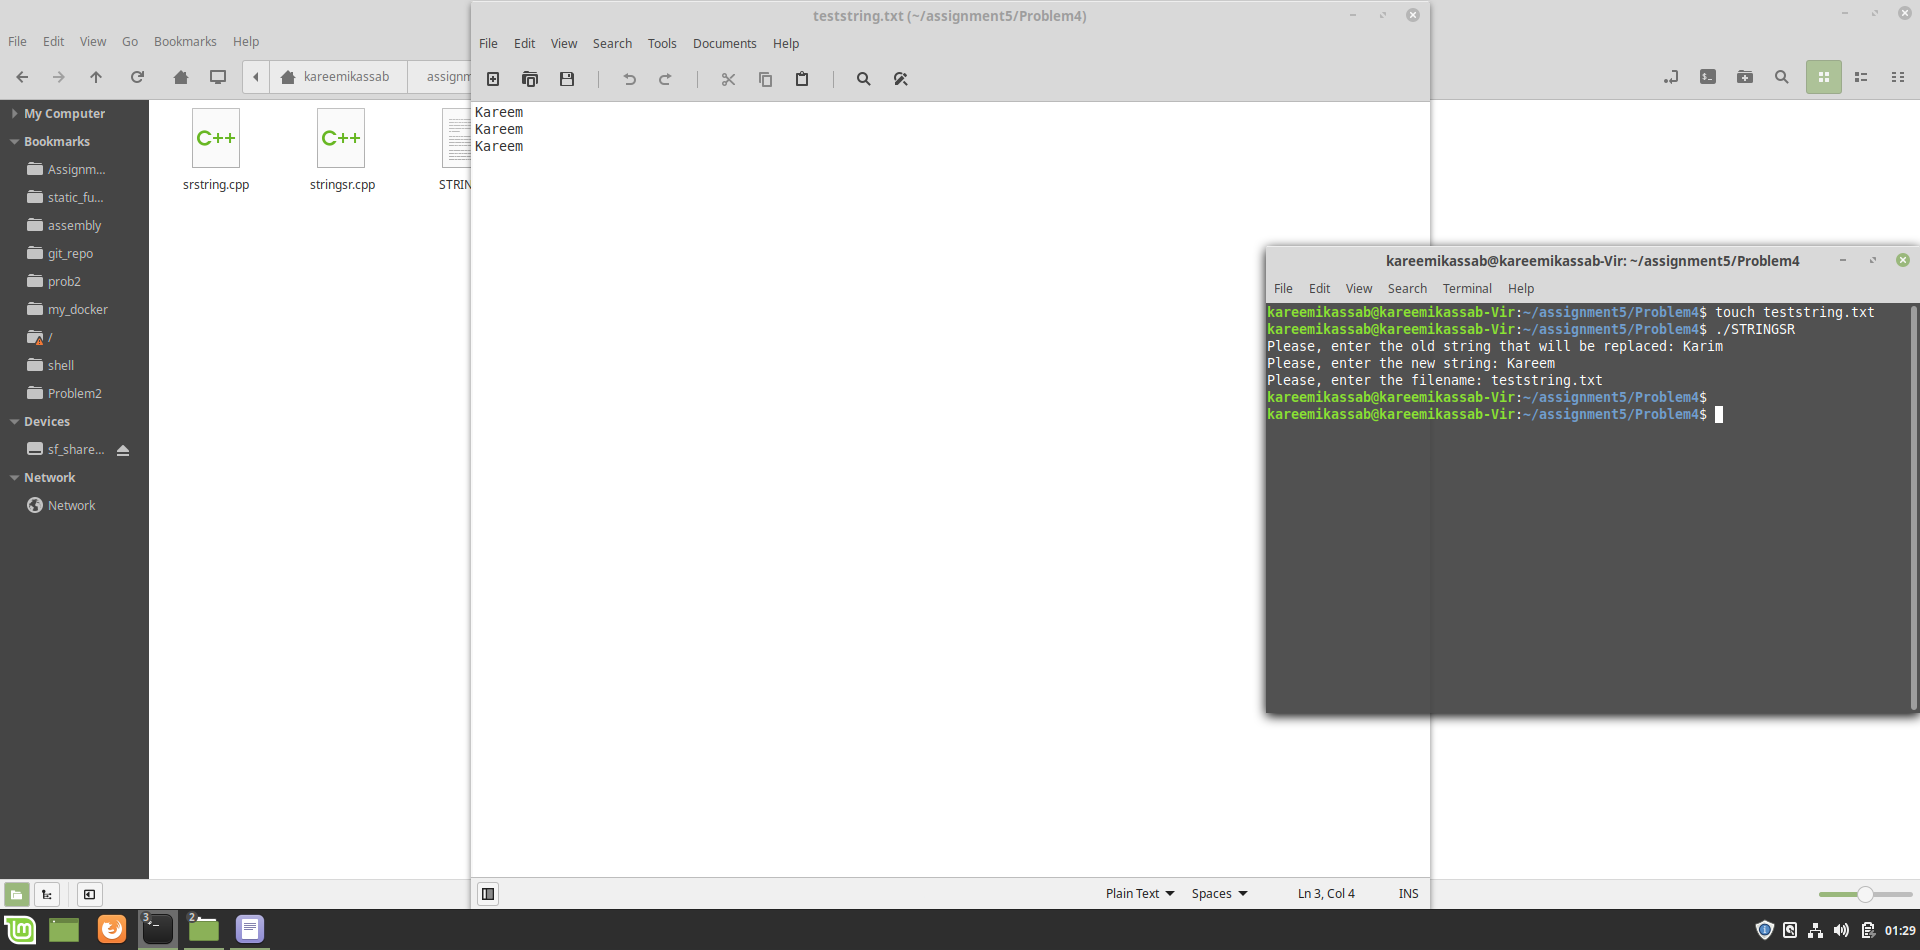 File Edit View Go Bookmarks Help
kareemikassab
assignm
My Computer
Bookmarks
Assignm...
static_fu...
assembly
git_repo
prob2
my_docker
/
shell
Problem2
Devices
sf_share...
Network
Network
C++
srstring.cpp
C++
stringsr.cpp
STRIN
teststring.txt (~/assignment5/Problem4)
File Edit View Search Tools Documents Help
Kareem
Kareem
Kareem
Plain Text Spaces Ln 3, Col 4 INS
kareemikassab@kareemikassab-Vir: ~/assignment5/Problem4
File Edit View Search Terminal Help
kareemikassab@kareemikassab-Vir:~/assignment5/Problem4$ touch teststring.txt
kareemikassab@kareemikassab-Vir:~/assignment5/Problem4$ ./STRINGSR
Please, enter the old string that will be replaced: Karim
Please, enter the new string: Kareem
Please, enter the filename: teststring.txt
kareemikassab@kareemikassab-Vir:~/assignment5/Problem4$
kareemikassab@kareemikassab-Vir:~/assignment5/Problem4$
3
2
01:29